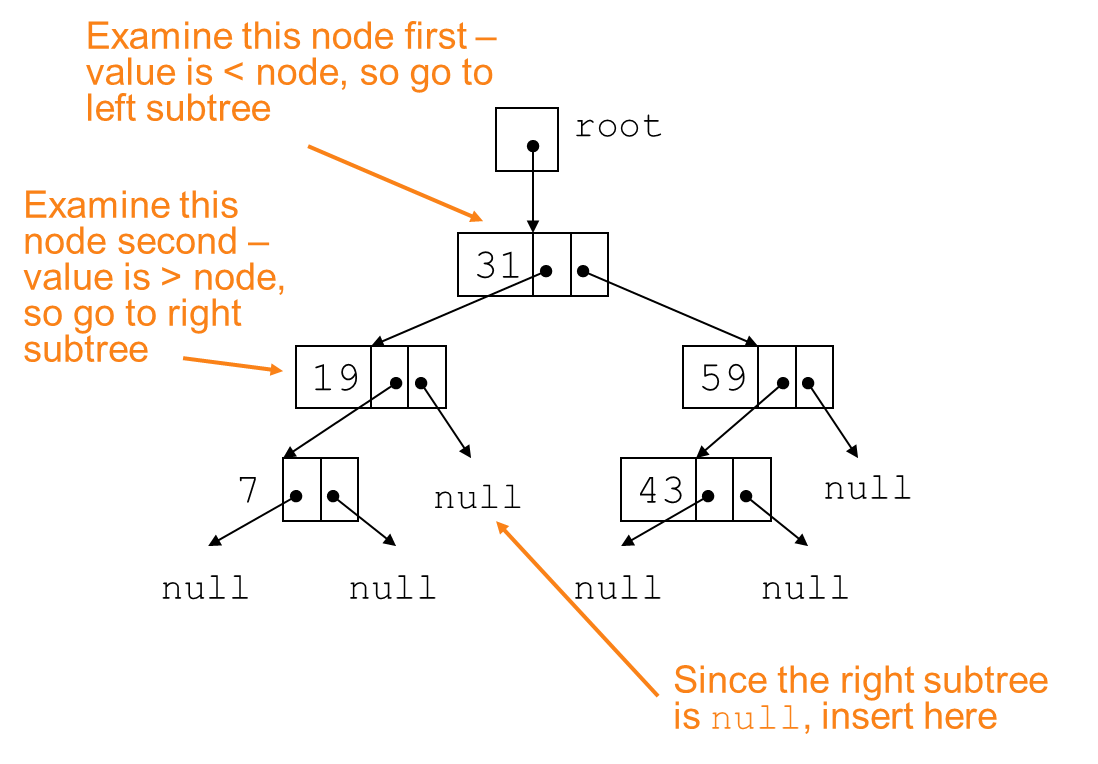 Examine this node first –
value is < node, so go to
left subtree
root
Examine this
node second –
value is > node,
so go to right
subtree
31
19
59
7
null
43
null
null
null
null
null
Since the right subtree
is null, insert here